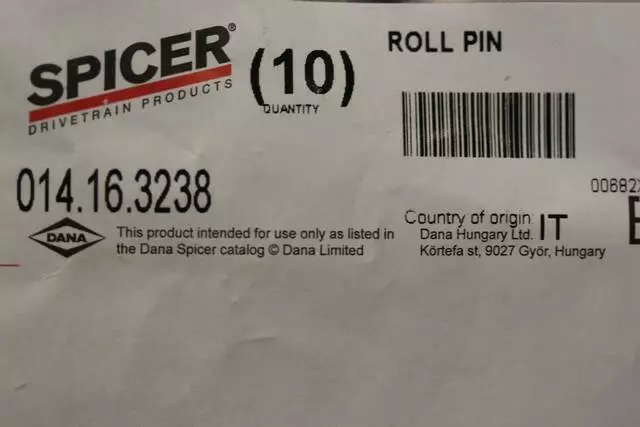 SPICER®
DRIVETRAIN PRODUCTS
(10)
QUANTITY
ROLL PIN
014.16.3238
DANA
This product intended for use only as listed in
the Dana Spicer catalog © Dana Limited
Country of origin: IT
Dana Hungary Ltd.
Körtefa st, 9027 Győr, Hungary